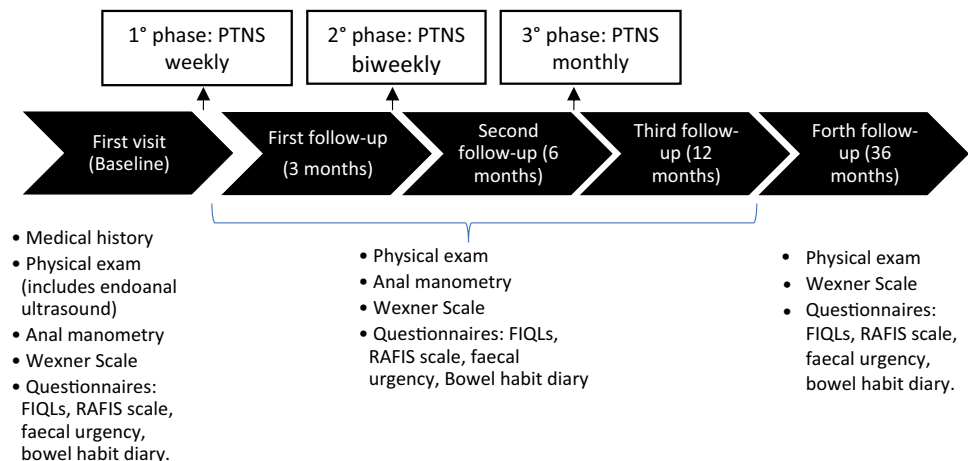 1° phase: PTNS
weekly
2° phase: PTNS
biweekly
3° phase: PTNS
monthly
First visit
(Baseline)
First follow-up
(3 months)
Second
follow-up (6
months)
Third follow-
up (12
months)
Forth follow-
up (36
months)
• Medical history
• Physical exam
(includes endoanal
ultrasound)
• Anal manometry
• Wexner Scale
• Questionnaires:
FIQLs, RAFIS scale,
faecal urgency,
bowel habit diary.
• Physical exam
• Anal manometry
• Wexner Scale
• Questionnaires: FIQLs,
RAFIS scale, faecal
urgency, Bowel habit diary
• Physical exam
• Wexner Scale
• Questionnaires:
FIQLs, RAFIS scale,
faecal urgency,
bowel habit diary.